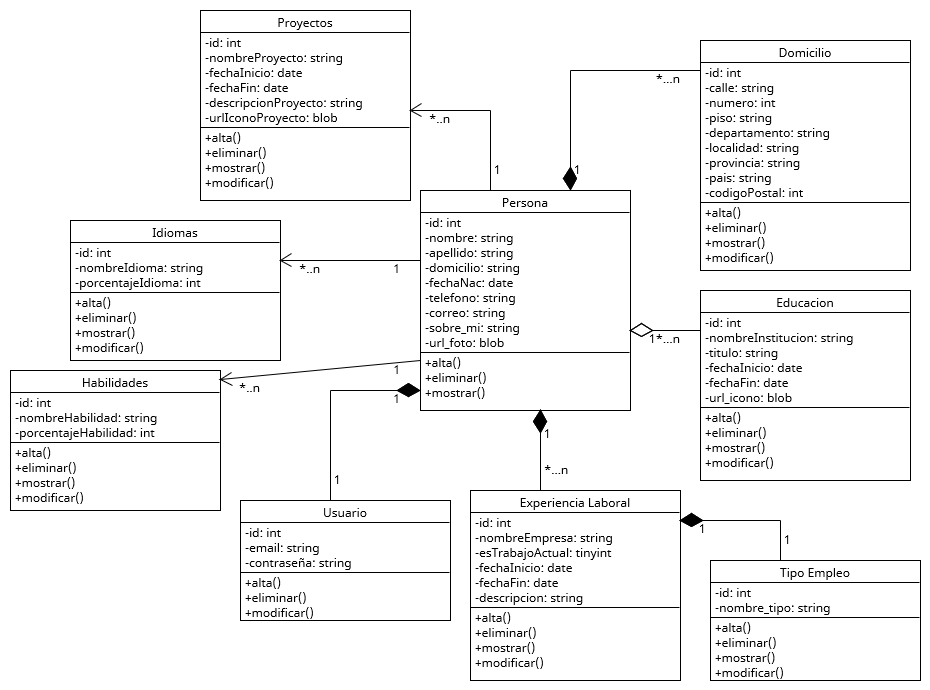 Proyectos
-id: int
-nombreProyecto: string
-fechaInicio: date
-fechaFin: date
-descripcionProyecto: string
-urlIconoProyecto: blob
+alta()
+eliminar()
+mostrar()
+modificar()
*..n
1
Domicilio
-id: int
-calle: string
-numero: int
-piso: string
-departamento: string
-localidad: string
-provincia: string
-pais: string
-codigoPostal: int
+alta()
+eliminar()
+mostrar()
+modificar()
*...n
1
Persona
-id: int
-nombre: string
-apellido: string
-domicilio: string
-fechaNac: date
-telefono: string
-correo: string
-sobre_mi: string
-url_foto: blob
+alta()
+eliminar()
+mostrar()
Idiomas
-id: int
-nombreIdioma: string
-porcentajeIdioma: int
+alta()
+eliminar()
+mostrar()
+modificar()
*..n
1
Educacion
-id: int
-nombreInstitucion: string
-titulo: string
-fechaInicio: date
-fechaFin: date
-url_icono: blob
+alta()
+eliminar()
+mostrar()
+modificar()
1*...n
Habilidades
-id: int
-nombreHabilidad: string
-porcentajeHabilidad: int
+alta()
+eliminar()
+mostrar()
+modificar()
*..n
1
1
1
Usuario
-id: int
-email: string
-contraseña: string
+alta()
+eliminar()
+modificar()
1
*...n
Experiencia Laboral
-id: int
-nombreEmpresa: string
-esTrabajoActual: tinyint
-fechaInicio: date
-fechaFin: date
-descripcion: string
+alta()
+eliminar()
+mostrar()
+modificar()
1
1
Tipo Empleo
-id: int
-nombre_tipo: string
+alta()
+eliminar()
+mostrar()
+modificar()